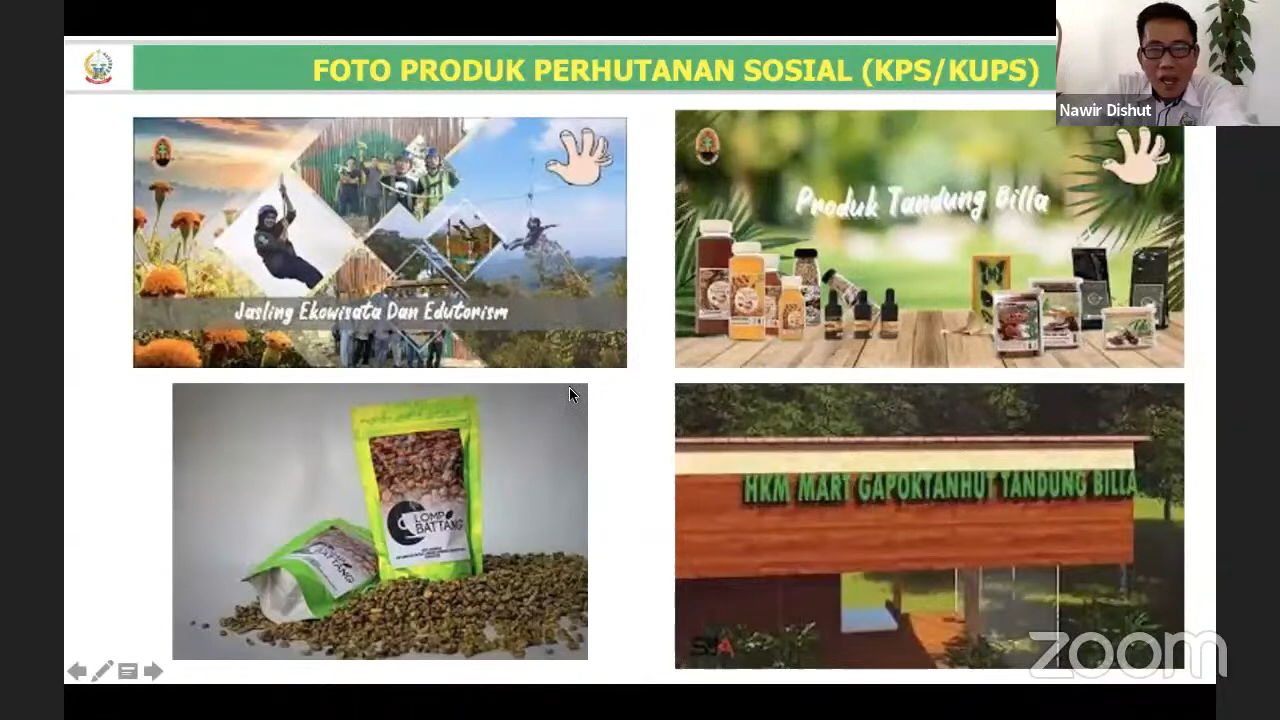 FOTO PRODUK PERHUTANAN SOSIAL (KPS/KUPS)
Nawir Dishut
Jasling Ekowisata Dan Edutorism
Produk Tandung Billa
LOMPO
BATTANG
BATTANG
HKM MART GAPOKTANHUT TANDUNG BILLA
zoom